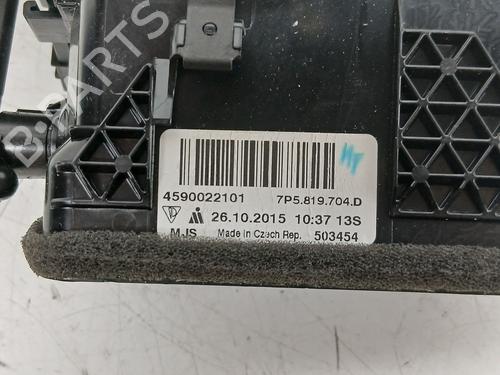 B-PARTS
4590022101 7P5.819.704.D
26.10.2015 10:37 13S
MJS Made in Czech Rep. 503454